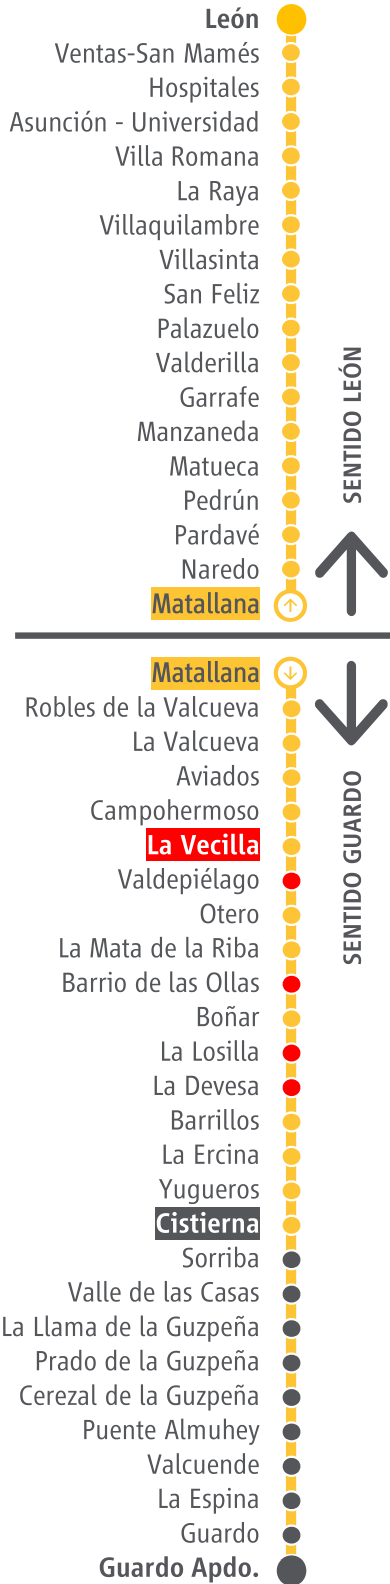 León
Ventas-San Mamés
Hospitales
Asunción - Universidad
Villa Romana
La Raya
Villaquilambre
Villasinta
San Feliz
Palazuelo
Valderilla
Garrafe
Manzaneda
Matueca
Pedrún
Pardavé
Naredo
Matallana
SENTIDO LEÓN
Matallana
Robles de la Valcueva
La Valcueva
Aviados
Campohermoso
La Vecilla
Valdepiélago
Otero
La Mata de la Riba
Barrio de las Ollas
Boñar
La Losilla
La Devesa
Barrillos
La Ercina
Yugueros
Cistierna
Sorriba
Valle de las Casas
La Llama de la Guzpeña
Prado de la Guzpeña
Cerezal de la Guzpeña
Puente Almuhey
Valcuende
La Espina
Guardo
Guardo Apdo.
SENTIDO GUARDO